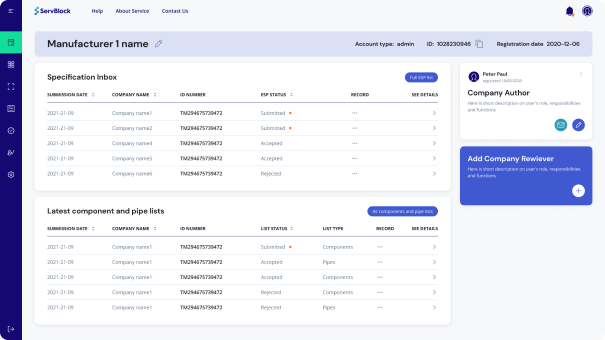 ServBlock Help About Service Contact Us
Manufacturer 1 name Account type: admin ID: 1028230946 Registration date 2020-12-06
Specification Inbox Full ESP list
SUBMISSION DATE COMPANY NAME ID NUMBER ESP STATUS RECORD SEE DETAILS
2021-21-09 Company name1 TM294675739472 Submitted ---
2021-21-09 Company name2 TM294675739472 Submitted ---
2021-21-09 Company name4 TM294675739472 Accepted ---
2021-21-09 Company name5 TM294675739472 Accepted ---
2021-21-09 Company name6 TM294675739472 Rejected ---
Peter Paul
registered 10/09/2020
Company Author
Here is short description on user's role, responsibilities
and functions
Add Company Rewiever
Here is short description on user's role, responsibilities
and functions
Latest component and pipe lists All components and pipe lists
SUBMISSION DATE COMPANY NAME ID NUMBER LIST STATUS LIST TYPE RECORD SEE DETAILS
2021-21-09 Company name1 TM294675739472 Submitted Components ---
2021-21-09 Company name1 TM294675739472 Accepted Pipes ---
2021-21-09 Company name1 TM294675739472 Accepted Components ---
2021-21-09 Company name1 TM294675739472 Rejected Components ---
2021-21-09 Company name1 TM294675739472 Rejected Pipes ---